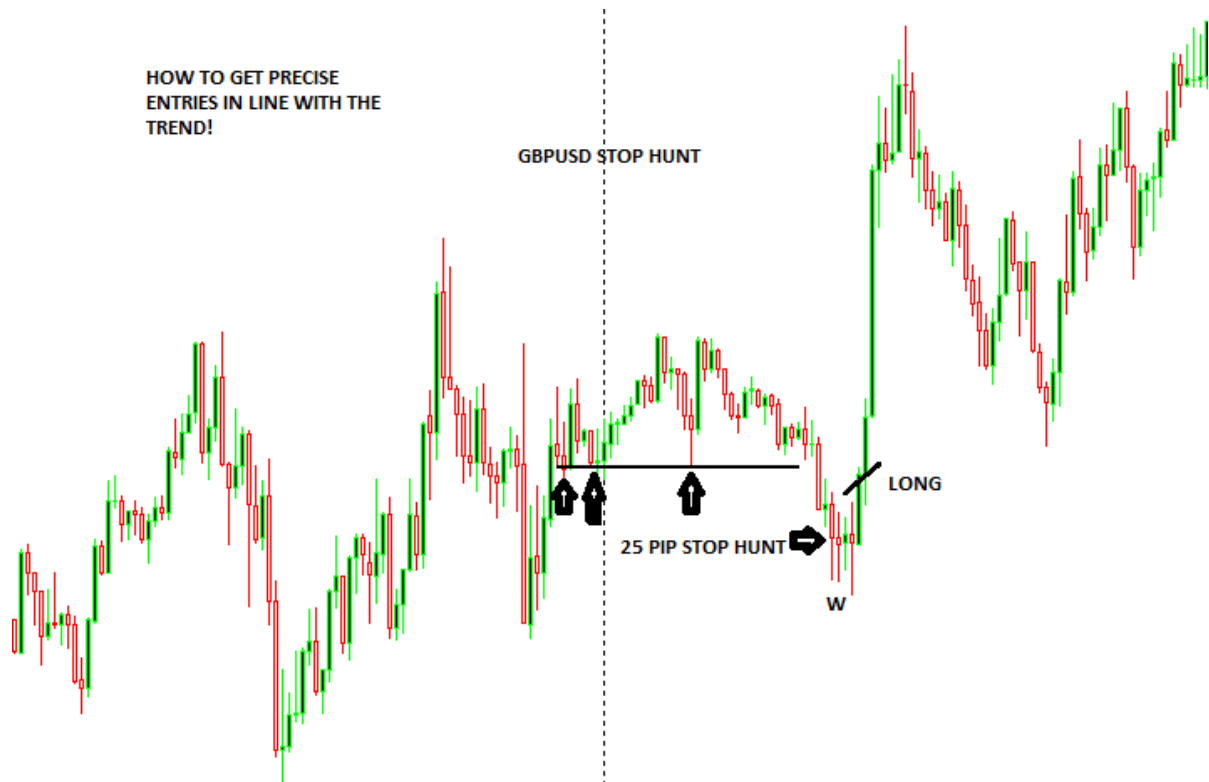 HOW TO GET PRECISE
ENTRIES IN LINE WITH THE
TREND!
GBPUSD STOP HUNT
LONG
25 PIP STOP HUNT
W